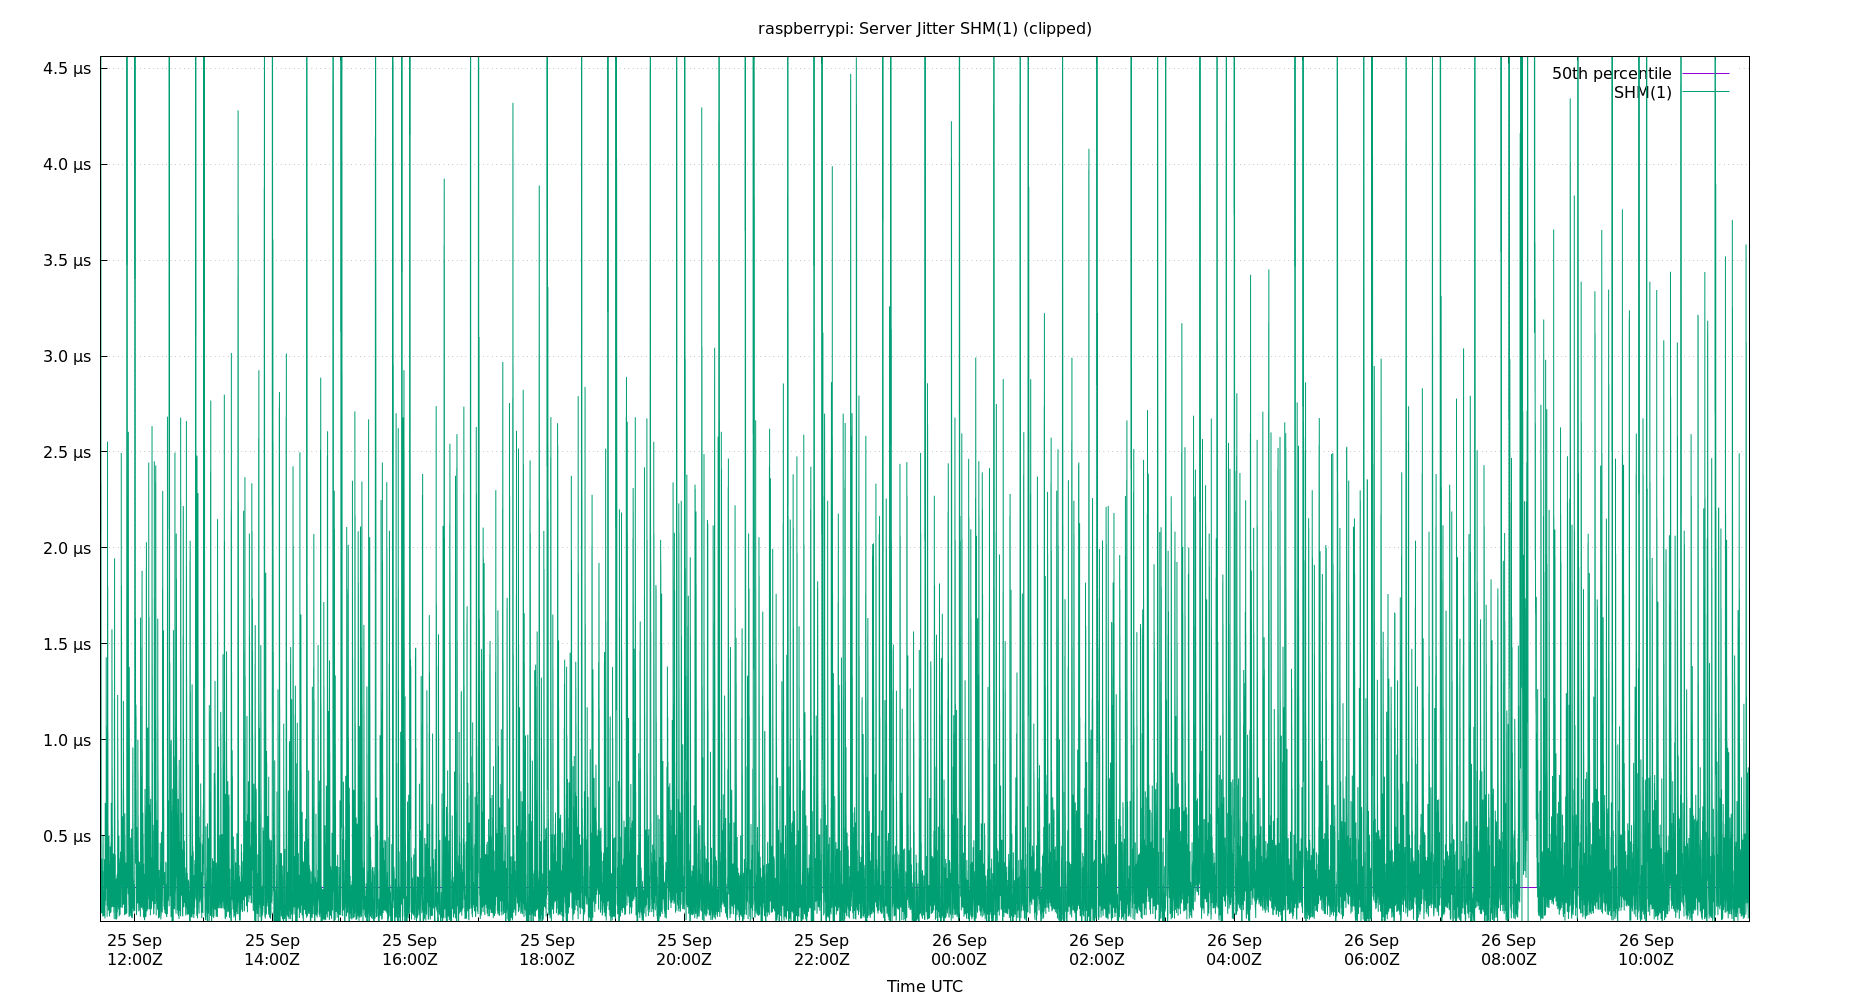 raspberrypi: Server Jitter SHM(1) (clipped)
4.5 µs
4.0 µs
3.5 µs
3.0 µs
2.5 µs
2.0 µs
1.5 µs
1.0 µs
0.5 µs
50th percentile
SHM(1)
25 Sep 25 Sep 25 Sep 25 Sep 25 Sep 25 Sep 26 Sep 26 Sep 26 Sep 26 Sep 26 Sep 26 Sep
12:00Z 14:00Z 16:00Z 18:00Z 20:00Z 22:00Z 00:00Z 02:00Z 04:00Z 06:00Z 08:00Z 10:00Z
Time UTC